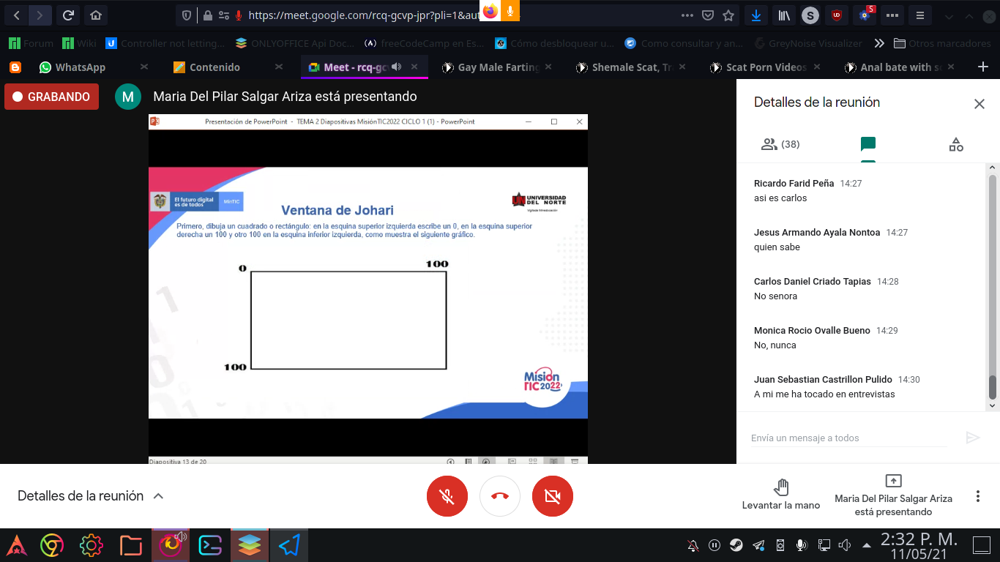 https://meet.google.com/rcq-gcvp-jpr?pli=1&aut
S
5
Forum
Wiki
Controller not letting...
ONLYOFFICE Api Doc...
freeCodeCamp en Es...
Cómo desbloquear u...
Como consultar y an...
GreyNoise Visualizer
Otros marcadores
WhatsApp
Contenido
Meet - rcq-gc
Gay Male Farting
Shemale Scat, Tr
Scat Porn Videos
Anal bate with sc
GRABANDO
M
Maria Del Pilar Salgar Ariza está presentando
Presentación de PowerPoint - TEMA 2 Diapositivas MisiónTIC2022 CICLO 1 (1) - PowerPoint
El futuro digital
es de todos
MinTIC
UNIVERSIDAD
DEL NORTE
Vigilada Mineducación
Ventana de Johari
Primero, dibuja un cuadrado o rectángulo: en la esquina superior izquierda escribe un 0, en la esquina superior
derecha un 100 y otro 100 en la esquina inferior izquierda, como muestra el siguiente gráfico.
0
100
100
Misión
TIC 2022
Diapositiva 13 de 20
Detalles de la reunión
(38)
Ricardo Farid Peña 14:27
asi es carlos
Jesus Armando Ayala Nontoa 14:27
quien sabe
Carlos Daniel Criado Tapias 14:28
No senora
Monica Rocio Ovalle Bueno 14:29
No, nunca
Juan Sebastian Castrillon Pulido 14:30
A mi me ha tocado en entrevistas
Envía un mensaje a todos
Detalles de la reunión
Levantar la mano
Maria Del Pilar Salgar Ariza
está presentando
2:32 P. M.
11/05/21